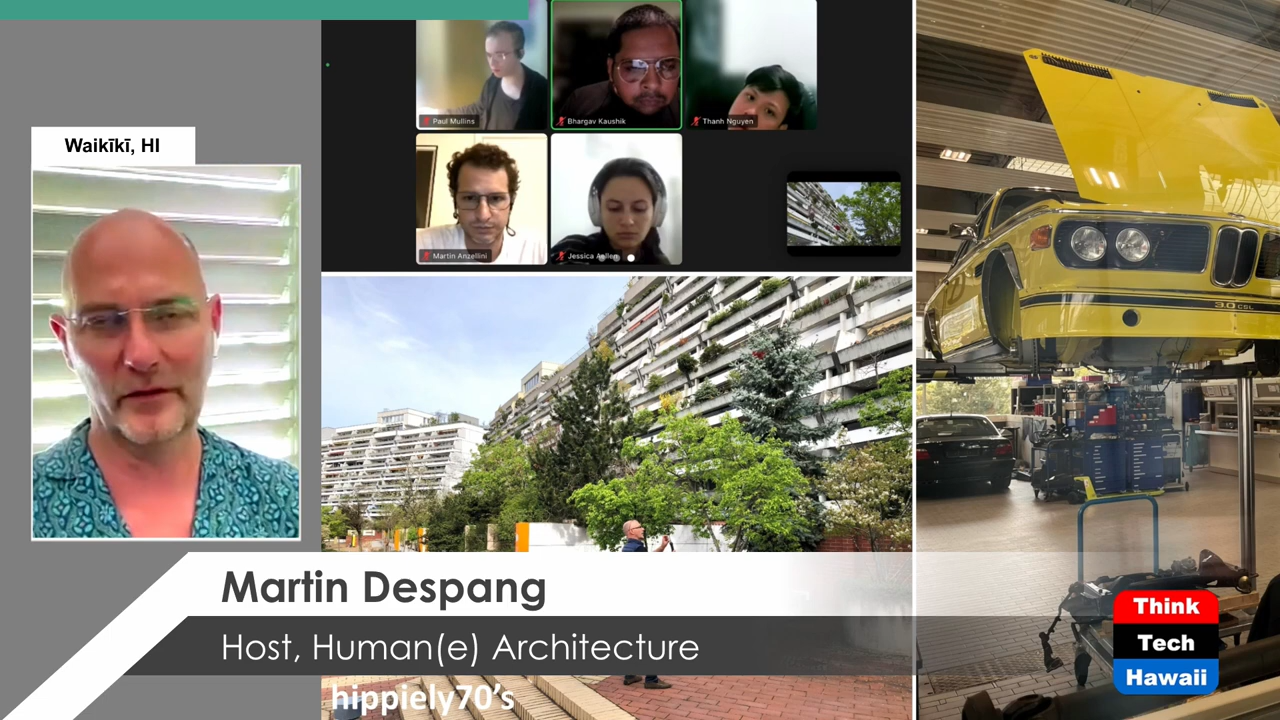 Waikīkī, HI
Paul Mullins
Bhargav Kaushik
Thanh Nguyen
Martin Anzellini
Jessica
3.0 CSL
Martin Despang
Host, Human(e) Architecture
Think
Tech
Hawaii
hippiely70's